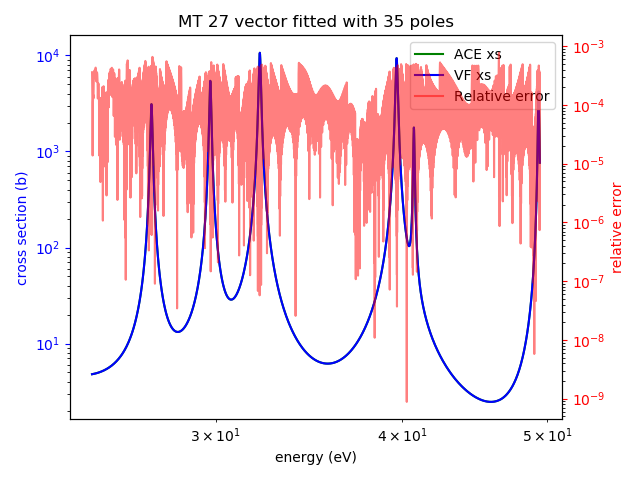 MT 27 vector fitted with 35 poles
ACE xs
VF xs
Relative error
cross section (b)
10⁴
10³
10²
10¹
10⁻³
10⁻⁴
10⁻⁵
10⁻⁶
10⁻⁷
10⁻⁸
10⁻⁹
relative error
3 × 10¹
4 × 10¹
5 × 10¹
energy (eV)